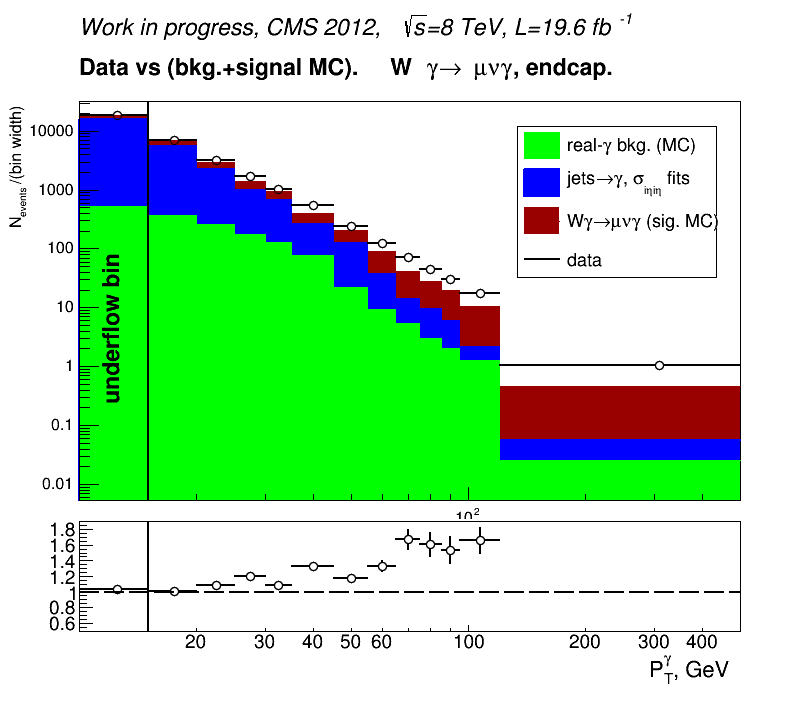 Work in progress, CMS 2012, √s=8 TeV, L=19.6 fb -1
Data vs (bkg.+signal MC). W γ→ μνγ, endcap.
N events /(bin width)
10000
1000
100
10
1
0.1
0.01
underflow bin
real-γ bkg. (MC)
jets→γ, σ iηiη fits
Wγ→μνγ (sig. MC)
data
10²
1.8
1.6
1.4
1.2
1
0.8
0.6
20 30 40 50 60 100 200 300 400
P T γ, GeV